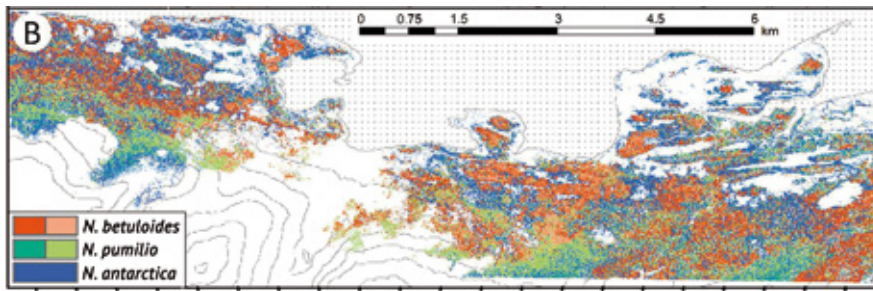 B
0 0.75 1.5 3 4.5 6
km
N. betuloides
N. pumilio
N. antarctica